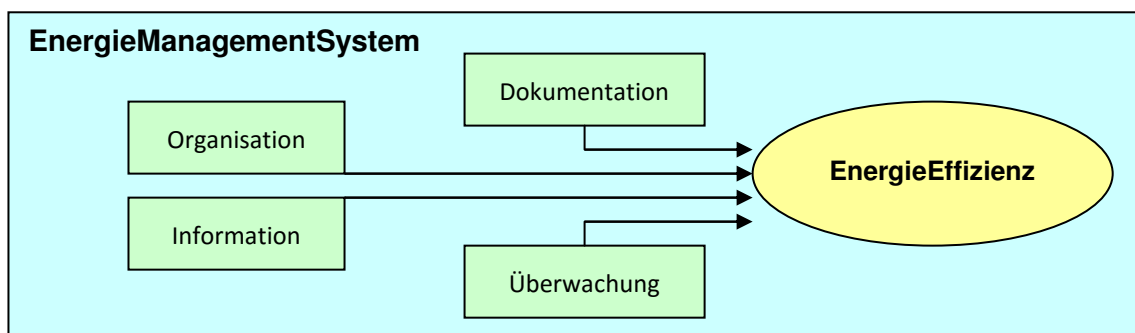 EnergieManagementSystem
Dokumentation
Organisation
EnergieEffizienz
Information
Überwachung